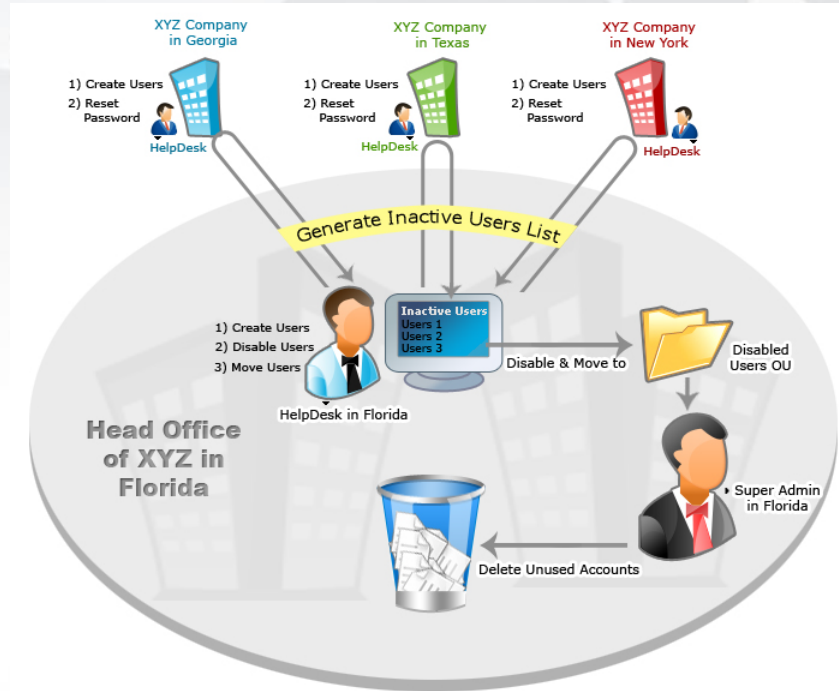 XYZ Company
in Georgia
1) Create Users
2) Reset
Password
HelpDesk
XYZ Company
in Texas
1) Create Users
2) Reset
Password
HelpDesk
XYZ Company
in New York
1) Create Users
2) Reset
Password
HelpDesk
Generate Inactive Users List
1) Create Users
2) Disable Users
3) Move Users
HelpDesk in Florida
Inactive Users
Users 1
Users 2
Users 3
Disable & Move to
Disabled
Users OU
Head Office
of XYZ in
Florida
Super Admin
in Florida
Delete Unused Accounts